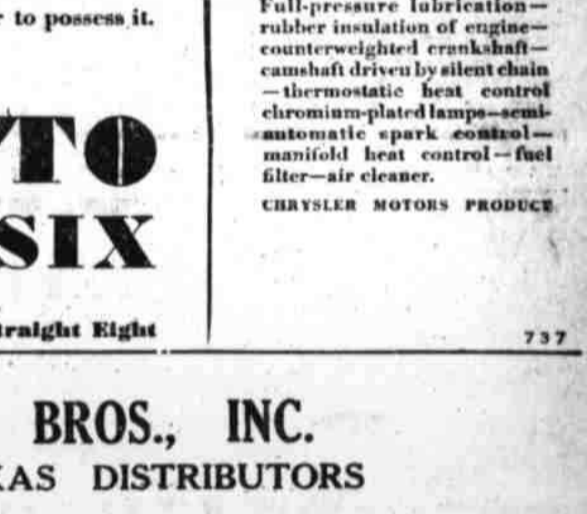 r to possess it.
YTO
SIX
traight Eight
Full-pressure lubrication—
rubber insulation of engine—
counterweighted crankshaft—
camshaft driven by silent chain
—thermostatic heat control
chromium-plated lamps—semi-
automatic spark control—
manifold heat control—fuel
filter—air cleaner.
CHRYSLER MOTORS PRODUCT
737
BROS., INC.
XAS DISTRIBUTORS